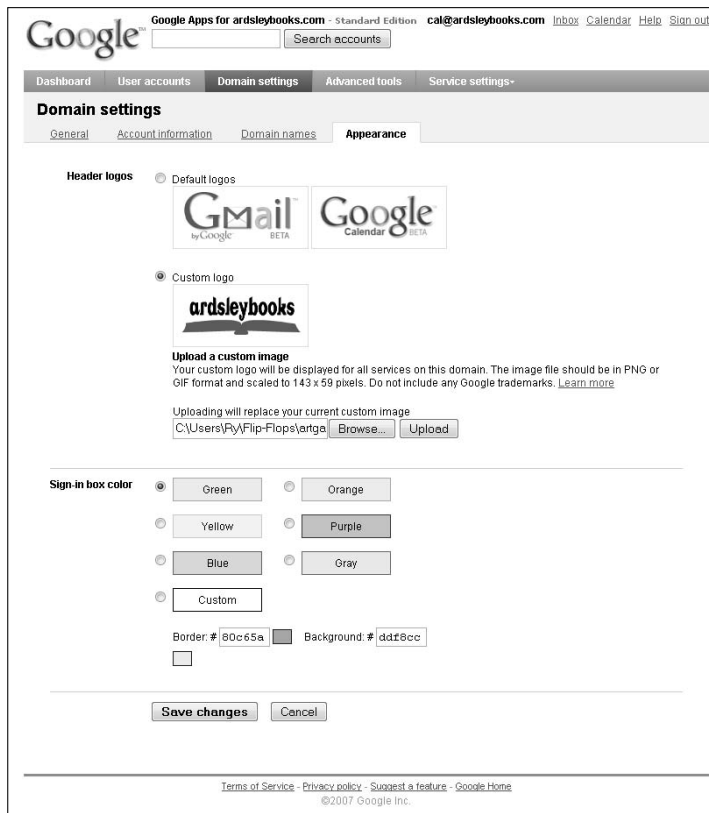 Google™ Google Apps for ardsleybooks.com - Standard Edition cal@ardsleybooks.com Inbox Calendar Help Sign out
Search accounts
Dashboard User accounts Domain settings Advanced tools Service settings
Domain settings
General Account information Domain names Appearance
Header logos Default logos
Gmail™ by Google BETA Google™ Calendar BETA
Custom logo
ardsleybooks
Upload a custom image
Your custom logo will be displayed for all services on this domain. The image file should be in PNG or
GIF format and scaled to 143 x 59 pixels. Do not include any Google trademarks. Learn more
Uploading will replace your current custom image
C:\Users\Ry\Flip-Flops\artga Browse... Upload
Sign-in box color Green Orange
Yellow Purple
Blue Gray
Custom
Border: # 80c65a Background: # ddf8cc
Save changes Cancel
Terms of Service - Privacy policy - Suggest a feature - Google Home
©2007 Google Inc.